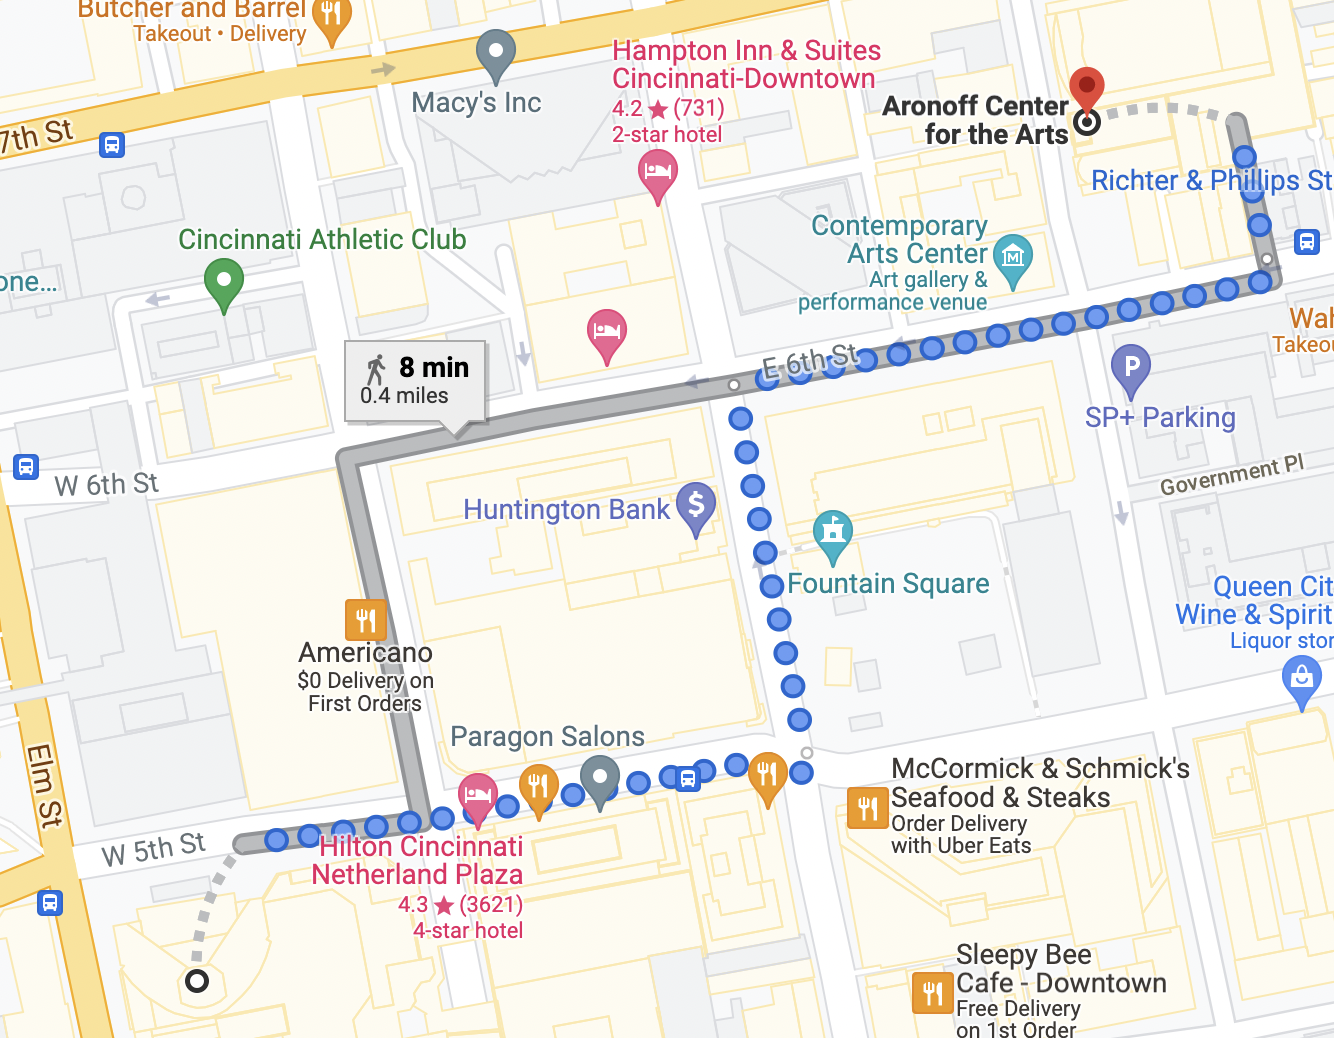 Butcher and Barrel
Takeout • Delivery
7th St
Macy's Inc
Hampton Inn & Suites
Cincinnati-Downtown
4.2 ★ (731)
2-star hotel
Aronoff Center
for the Arts
Richter & Phillips St
Cincinnati Athletic Club
one...
Contemporary
Arts Center
Art gallery &
performance venue
Wah
Takeou
8 min
0.4 miles
E 6th St
P
SP+ Parking
W 6th St
Government Pl
Huntington Bank
$
Fountain Square
Queen Cit
Wine & Spirit
Liquor stor
Americano
$0 Delivery on
First Orders
Paragon Salons
Elm St
W 5th St
McCormick & Schmick's
Seafood & Steaks
Order Delivery
with Uber Eats
Hilton Cincinnati
Netherland Plaza
4.3 ★ (3621)
4-star hotel
Sleepy Bee
Cafe - Downtown
Free Delivery
on 1st Order